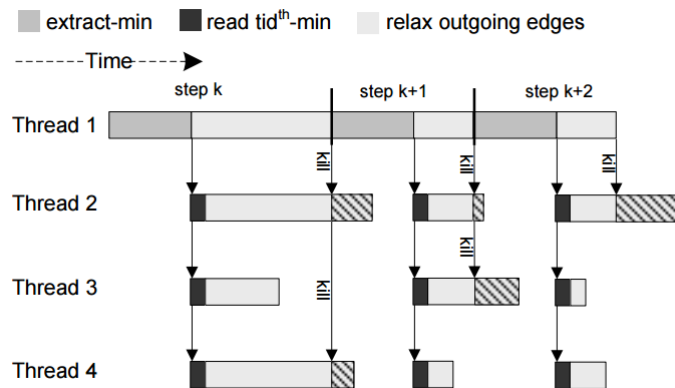 extract-min read tid^th-min relax outgoing edges
Time
step k step k+1 step k+2
Thread 1
kill kill kill
Thread 2
kill kill
Thread 3
Thread 4